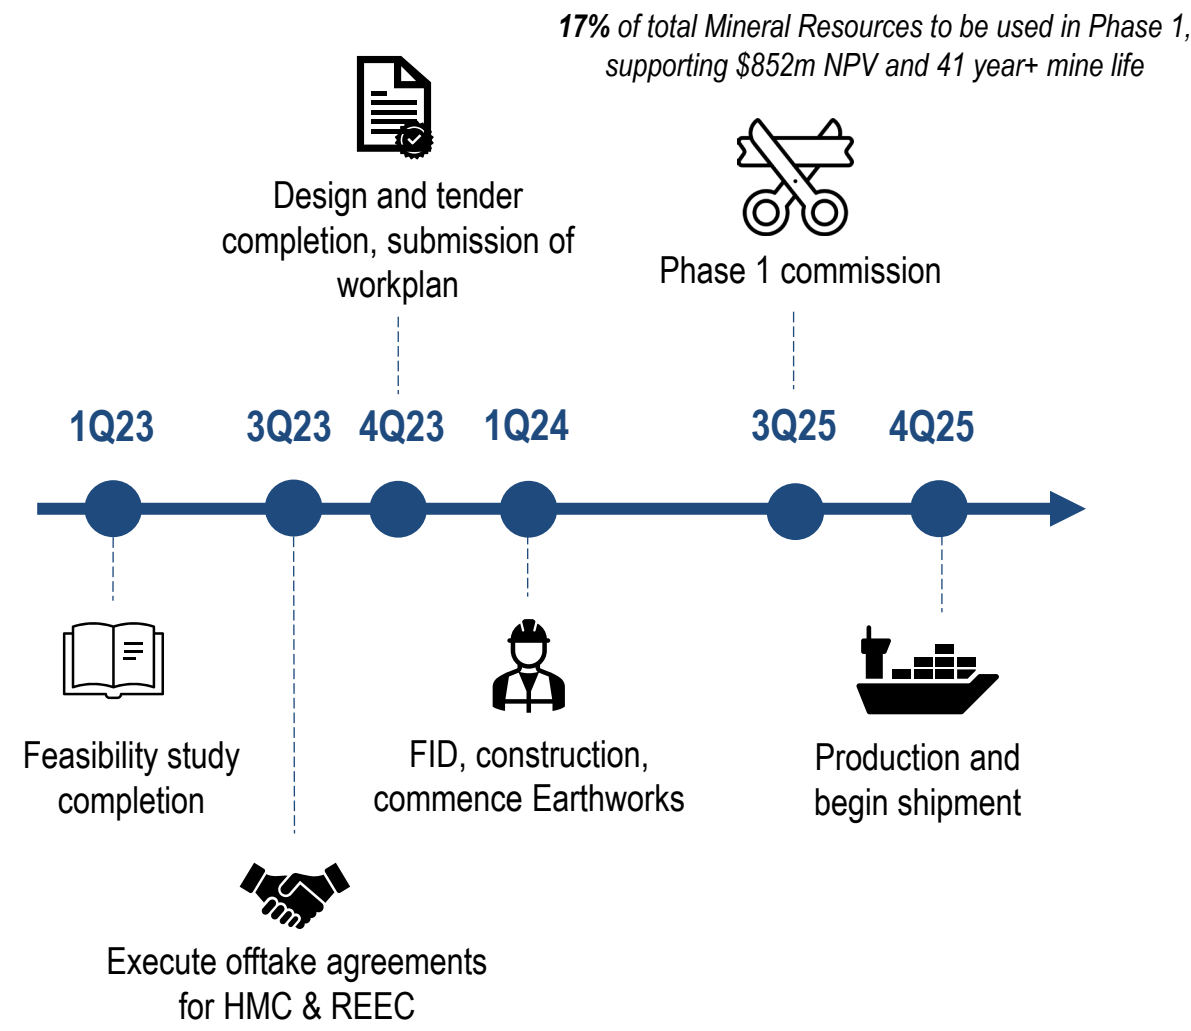 17% of total Mineral Resources to be used in Phase 1,
supporting $852m NPV and 41 year+ mine life
Design and tender
completion, submission of
workplan
Phase 1 commission
1Q23
3Q23
4Q23
1Q24
3Q25
4Q25
Feasibility study
completion
FID, construction,
commence Earthworks
Production and
begin shipment
Execute offtake agreements
for HMC & REEC